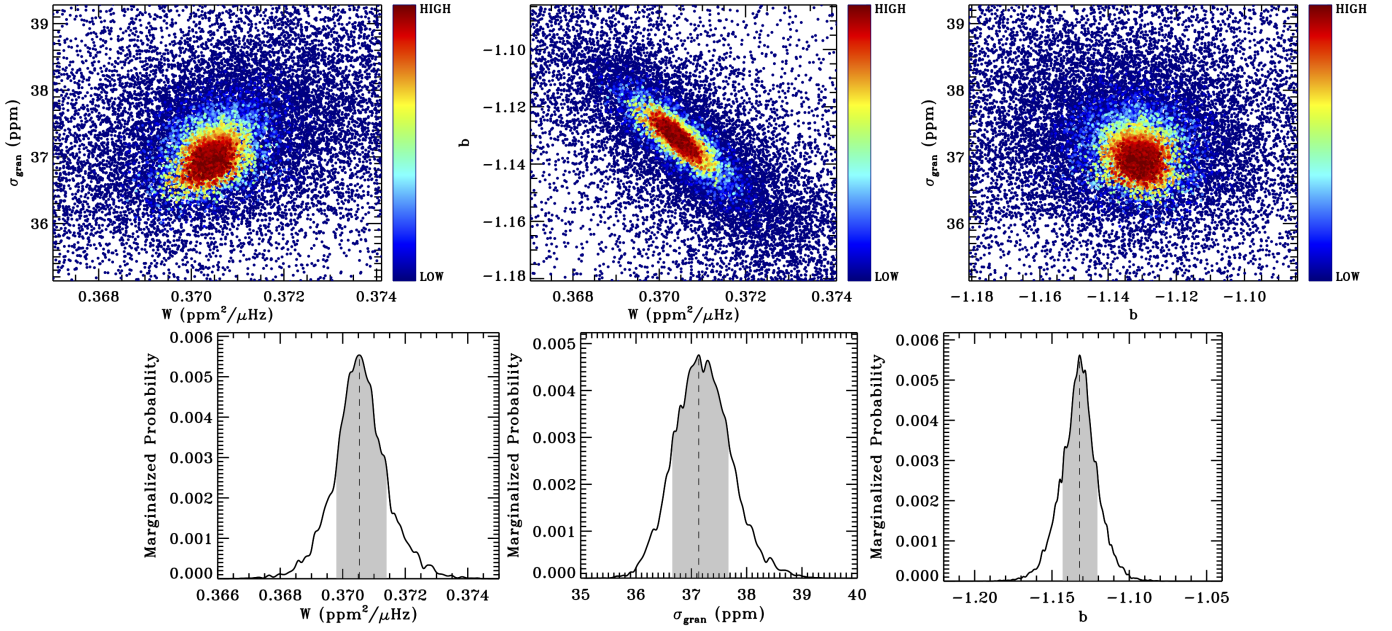 39
38
37
36
σgran (ppm)
0.368 0.370 0.372 0.374
W (ppm²/μHz)
HIGH
LOW
−1.10
−1.12
−1.14
−1.16
−1.18
b
0.368 0.370 0.372 0.374
W (ppm²/μHz)
HIGH
LOW
39
38
37
36
σgran (ppm)
−1.18 −1.16 −1.14 −1.12 −1.10
b
HIGH
LOW
0.006
0.005
0.004
0.003
0.002
0.001
0.000
Marginalized Probability
0.366 0.368 0.370 0.372 0.374
W (ppm²/μHz)
0.005
0.004
0.003
0.002
0.001
0.000
Marginalized Probability
35 36 37 38 39 40
σgran (ppm)
0.006
0.005
0.004
0.003
0.002
0.001
0.000
Marginalized Probability
−1.20 −1.15 −1.10 −1.05
b